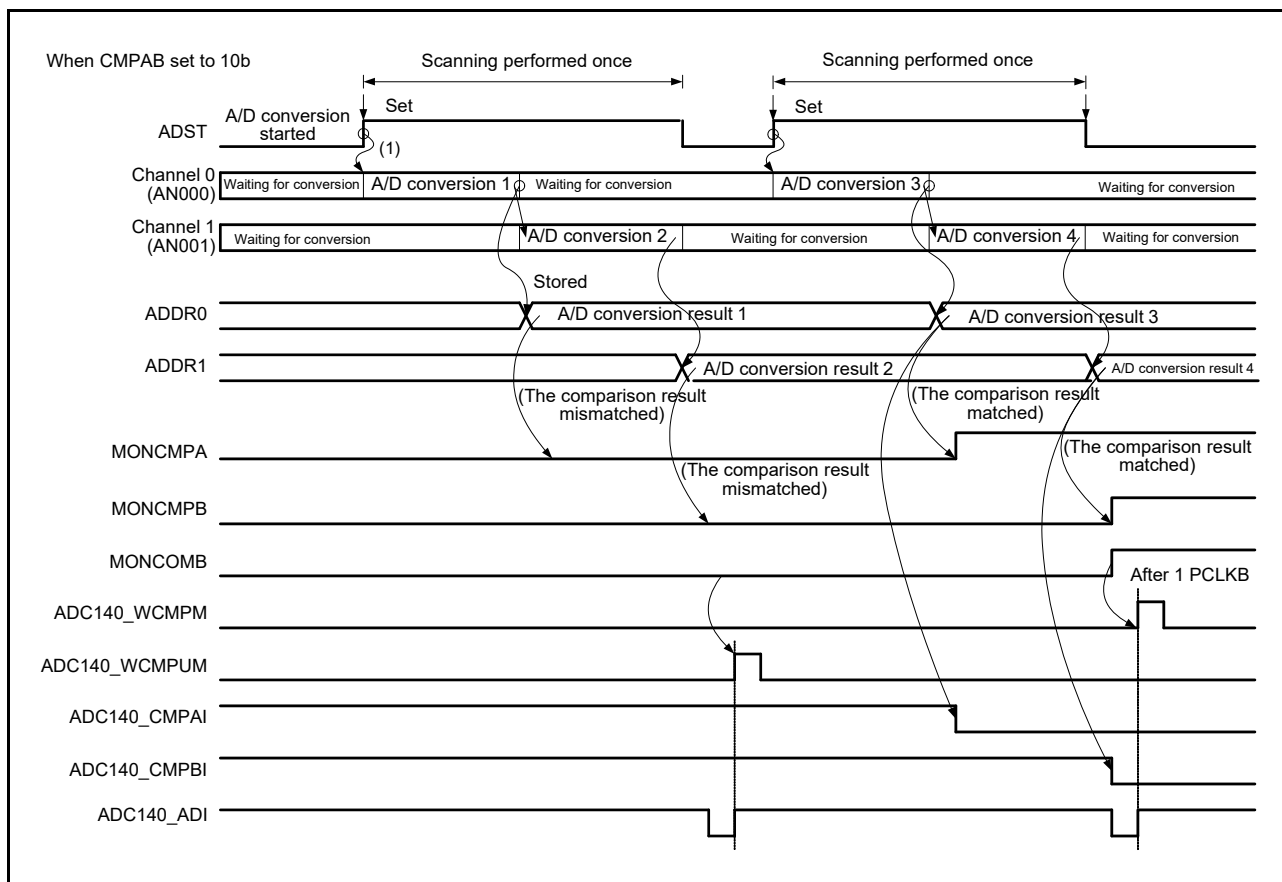 When CMPAB set to 10b
Scanning performed once
Scanning performed once
ADST
A/D conversion
started
Set
Set
(1)
Channel 0
(AN000)
Waiting for conversion
A/D conversion 1
Waiting for conversion
A/D conversion 3
Waiting for conversion
Channel 1
(AN001)
Waiting for conversion
A/D conversion 2
Waiting for conversion
A/D conversion 4
Waiting for conversion
Stored
ADDR0
A/D conversion result 1
A/D conversion result 3
ADDR1
A/D conversion result 2
A/D conversion result 4
(The comparison result
mismatched)
(The comparison result
matched)
MONCMPA
(The comparison result
mismatched)
(The comparison result
matched)
MONCMPB
MONCOMB
After 1 PCLKB
ADC140_WCMPM
ADC140_WCMPUM
ADC140_CMPAI
ADC140_CMPBI
ADC140_ADI